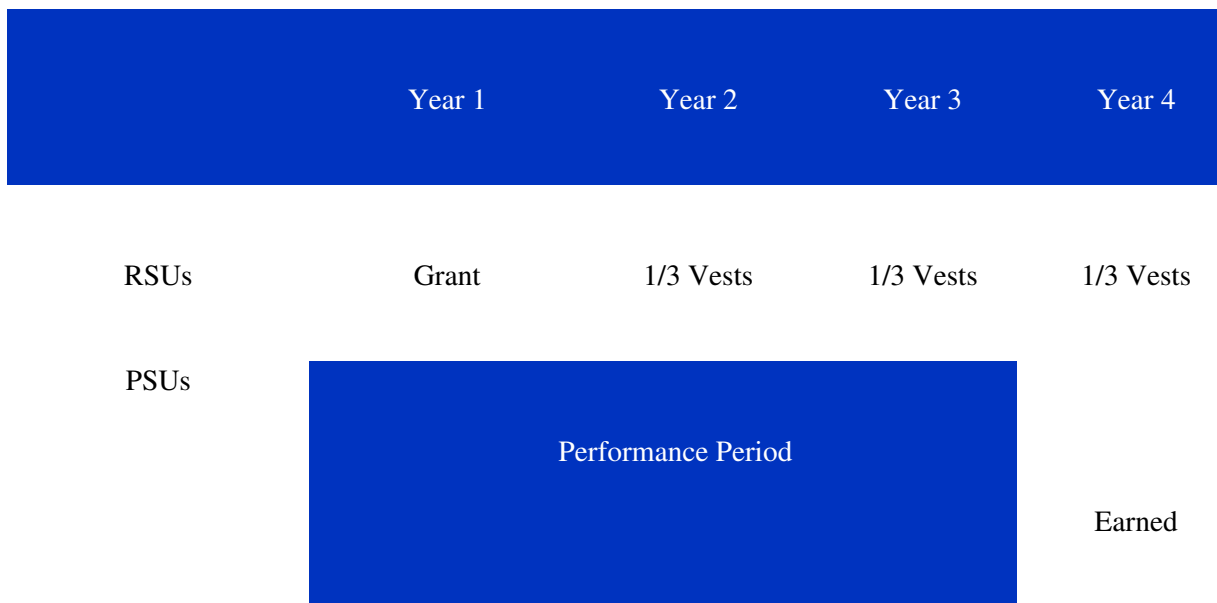 Year 1 Year 2 Year 3 Year 4
RSUs Grant 1/3 Vests 1/3 Vests 1/3 Vests
PSUs
Performance Period
Earned